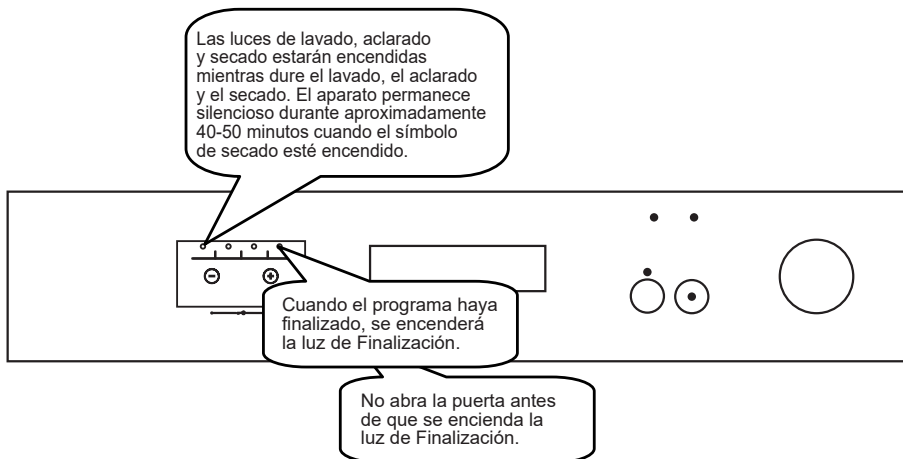 Las luces de lavado, aclarado
y secado estarán encendidas
mientras dure el lavado, el aclarado
y el secado. El aparato permanece
silencioso durante aproximadamente
40-50 minutos cuando el símbolo
de secado esté encendido.
Cuando el programa haya
finalizado, se encenderá
la luz de Finalización.
No abra la puerta antes
de que se encienda la
luz de Finalización.